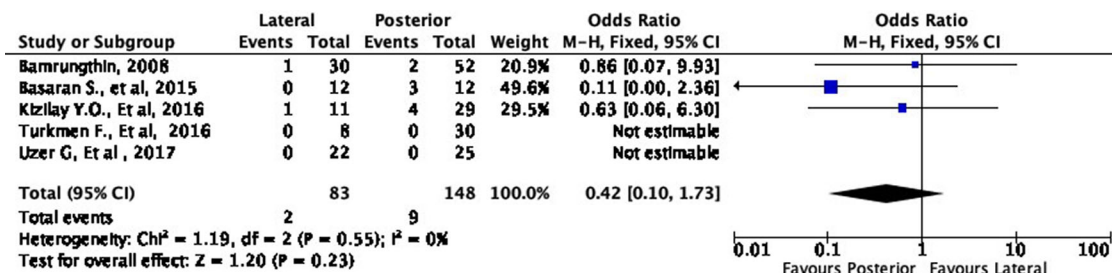 Lateral Posterior Odds Ratio Odds Ratio
Study or Subgroup Events Total Events Total Weight M-H, Fixed, 95% CI M-H, Fixed, 95% CI
Bamrungthin, 2008 1 30 2 52 20.9% 0.86 [0.07, 9.93]
Basaran S., et al, 2015 0 12 3 12 49.6% 0.11 [0.00, 2.36]
Kizilay Y.O., Et al, 2016 1 11 4 29 29.5% 0.63 [0.06, 6.30]
Turkmen F., Et al, 2016 0 8 0 30 Not estimable
Uzer G, Et al , 2017 0 22 0 25 Not estimable
Total (95% CI) 83 148 100.0% 0.42 [0.10, 1.73]
Total events 2 9
Heterogeneity: Chi² = 1.19, df = 2 (P = 0.55); I² = 0%
Test for overall effect: Z = 1.20 (P = 0.23)
0.01 0.1 1 10 100
Favours Posterior Favours Lateral